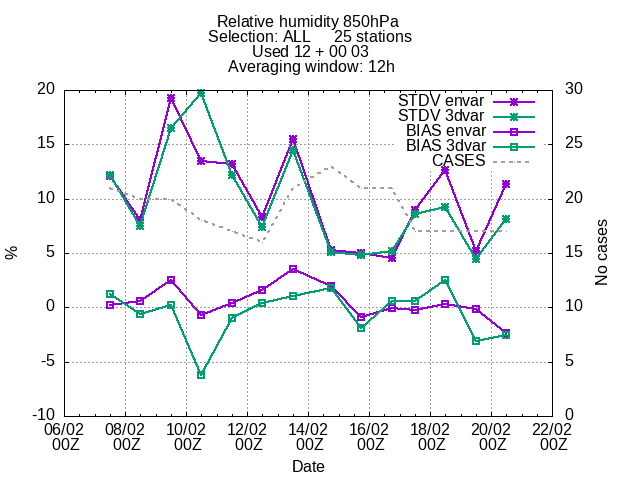 Relative humidity 850hPa
Selection: ALL 25 stations
Used 12 + 00 03
Averaging window: 12h
20 30
STDV envar
STDV 3dvar
BIAS envar
BIAS 3dvar
CASES
15 25
10 20
5 15
0 10
-5 5
-10 0
%
No cases
06/02 08/02 10/02 12/02 14/02 16/02 18/02 20/02 22/02
00Z 00Z 00Z 00Z 00Z 00Z 00Z 00Z 00Z
Date